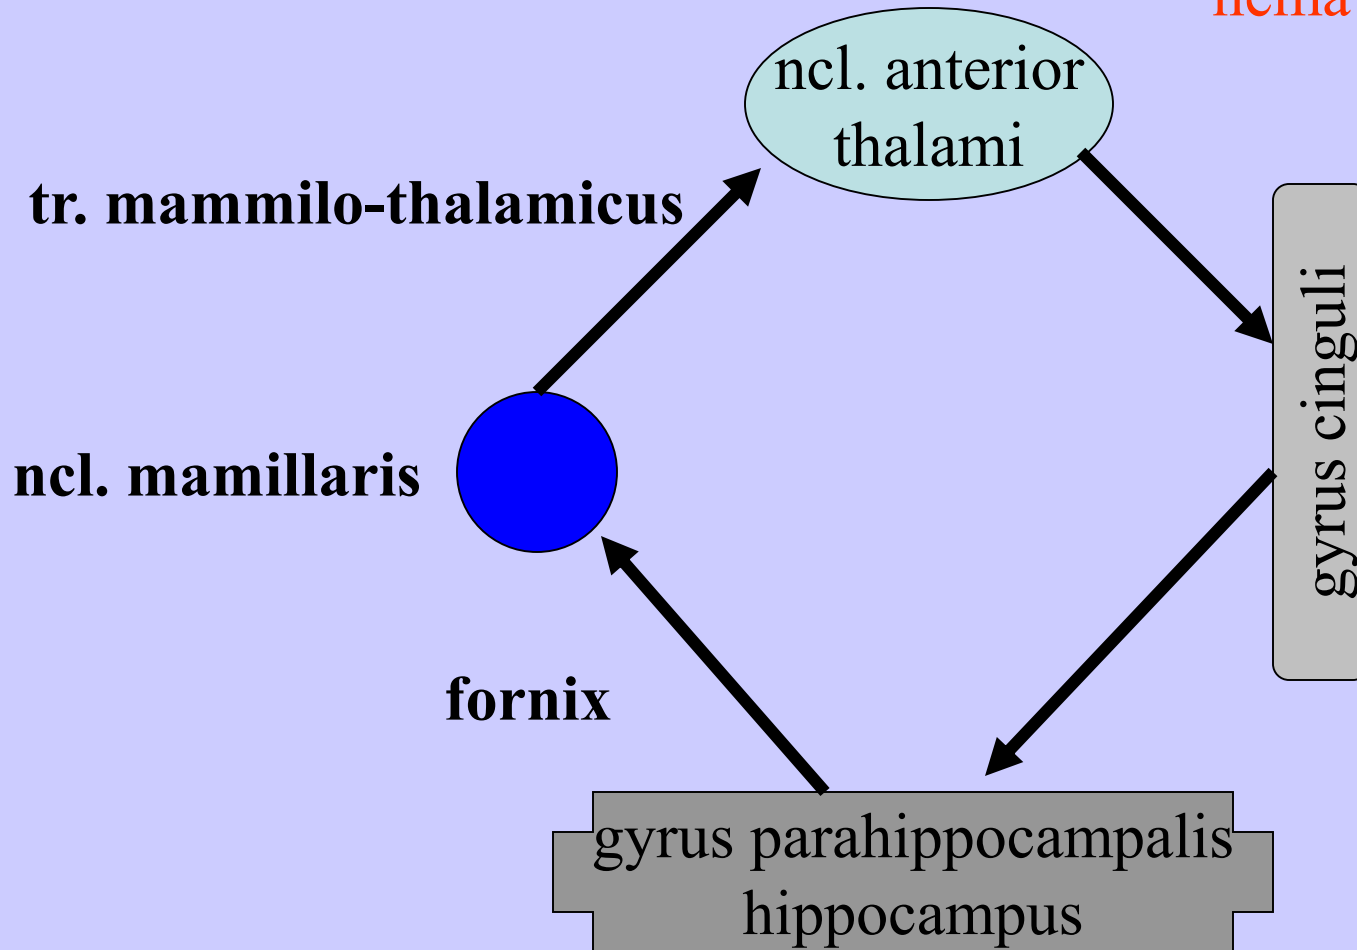 ncl. anterior
thalami
tr. mammilo-thalamicus
gyrus cinguli
ncl. mamillaris
fornix
gyrus parahippocampalis
hippocampus